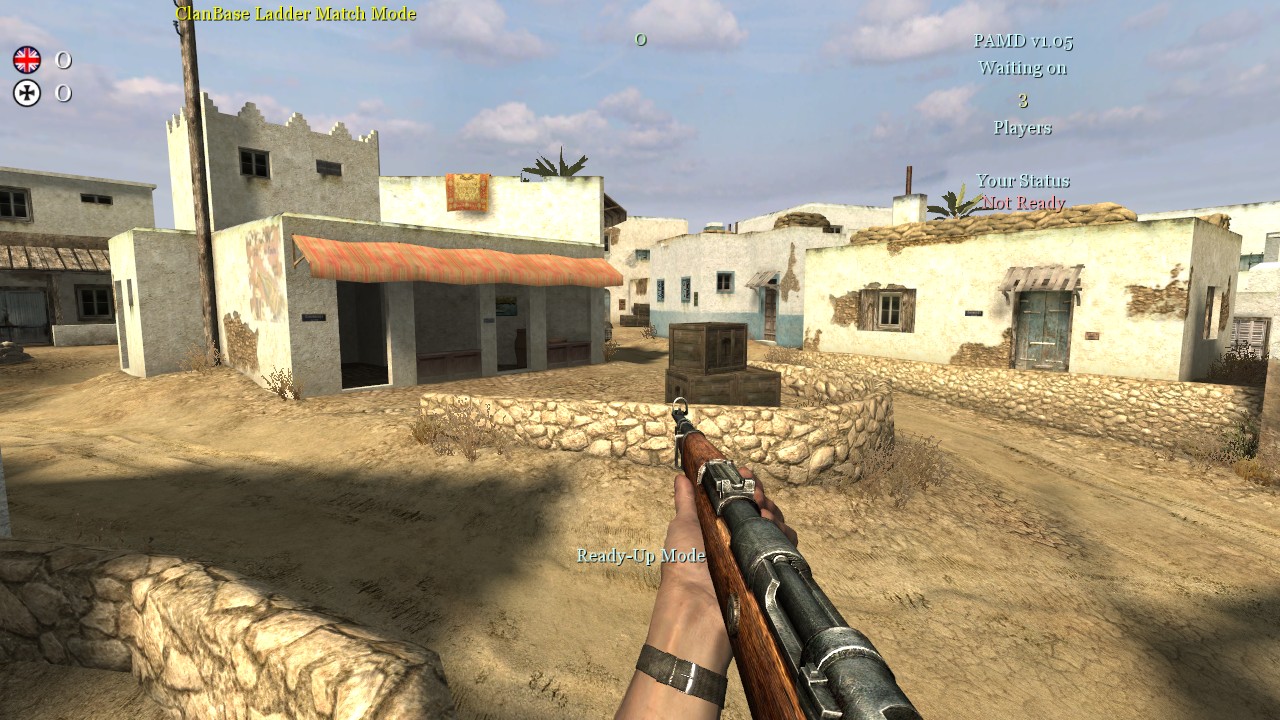 ClanBase Ladder Match Mode
0
0
0
PAMD v1.05
Waiting on
3
Players
Your Status
Not Ready
Ready-Up Mode